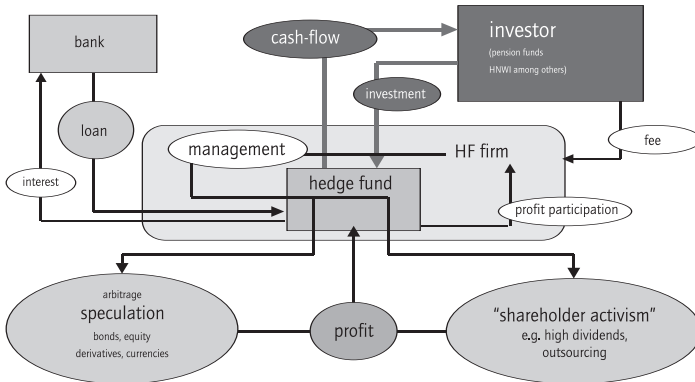 bank
cash-flow
investor
(pension funds
HNWI among others)
investment
loan
management
HF firm
fee
interest
hedge fund
profit participation
arbitrage
speculation
bonds, equity
derivatives, currencies
profit
"shareholder activism"
e.g. high dividends,
outsourcing